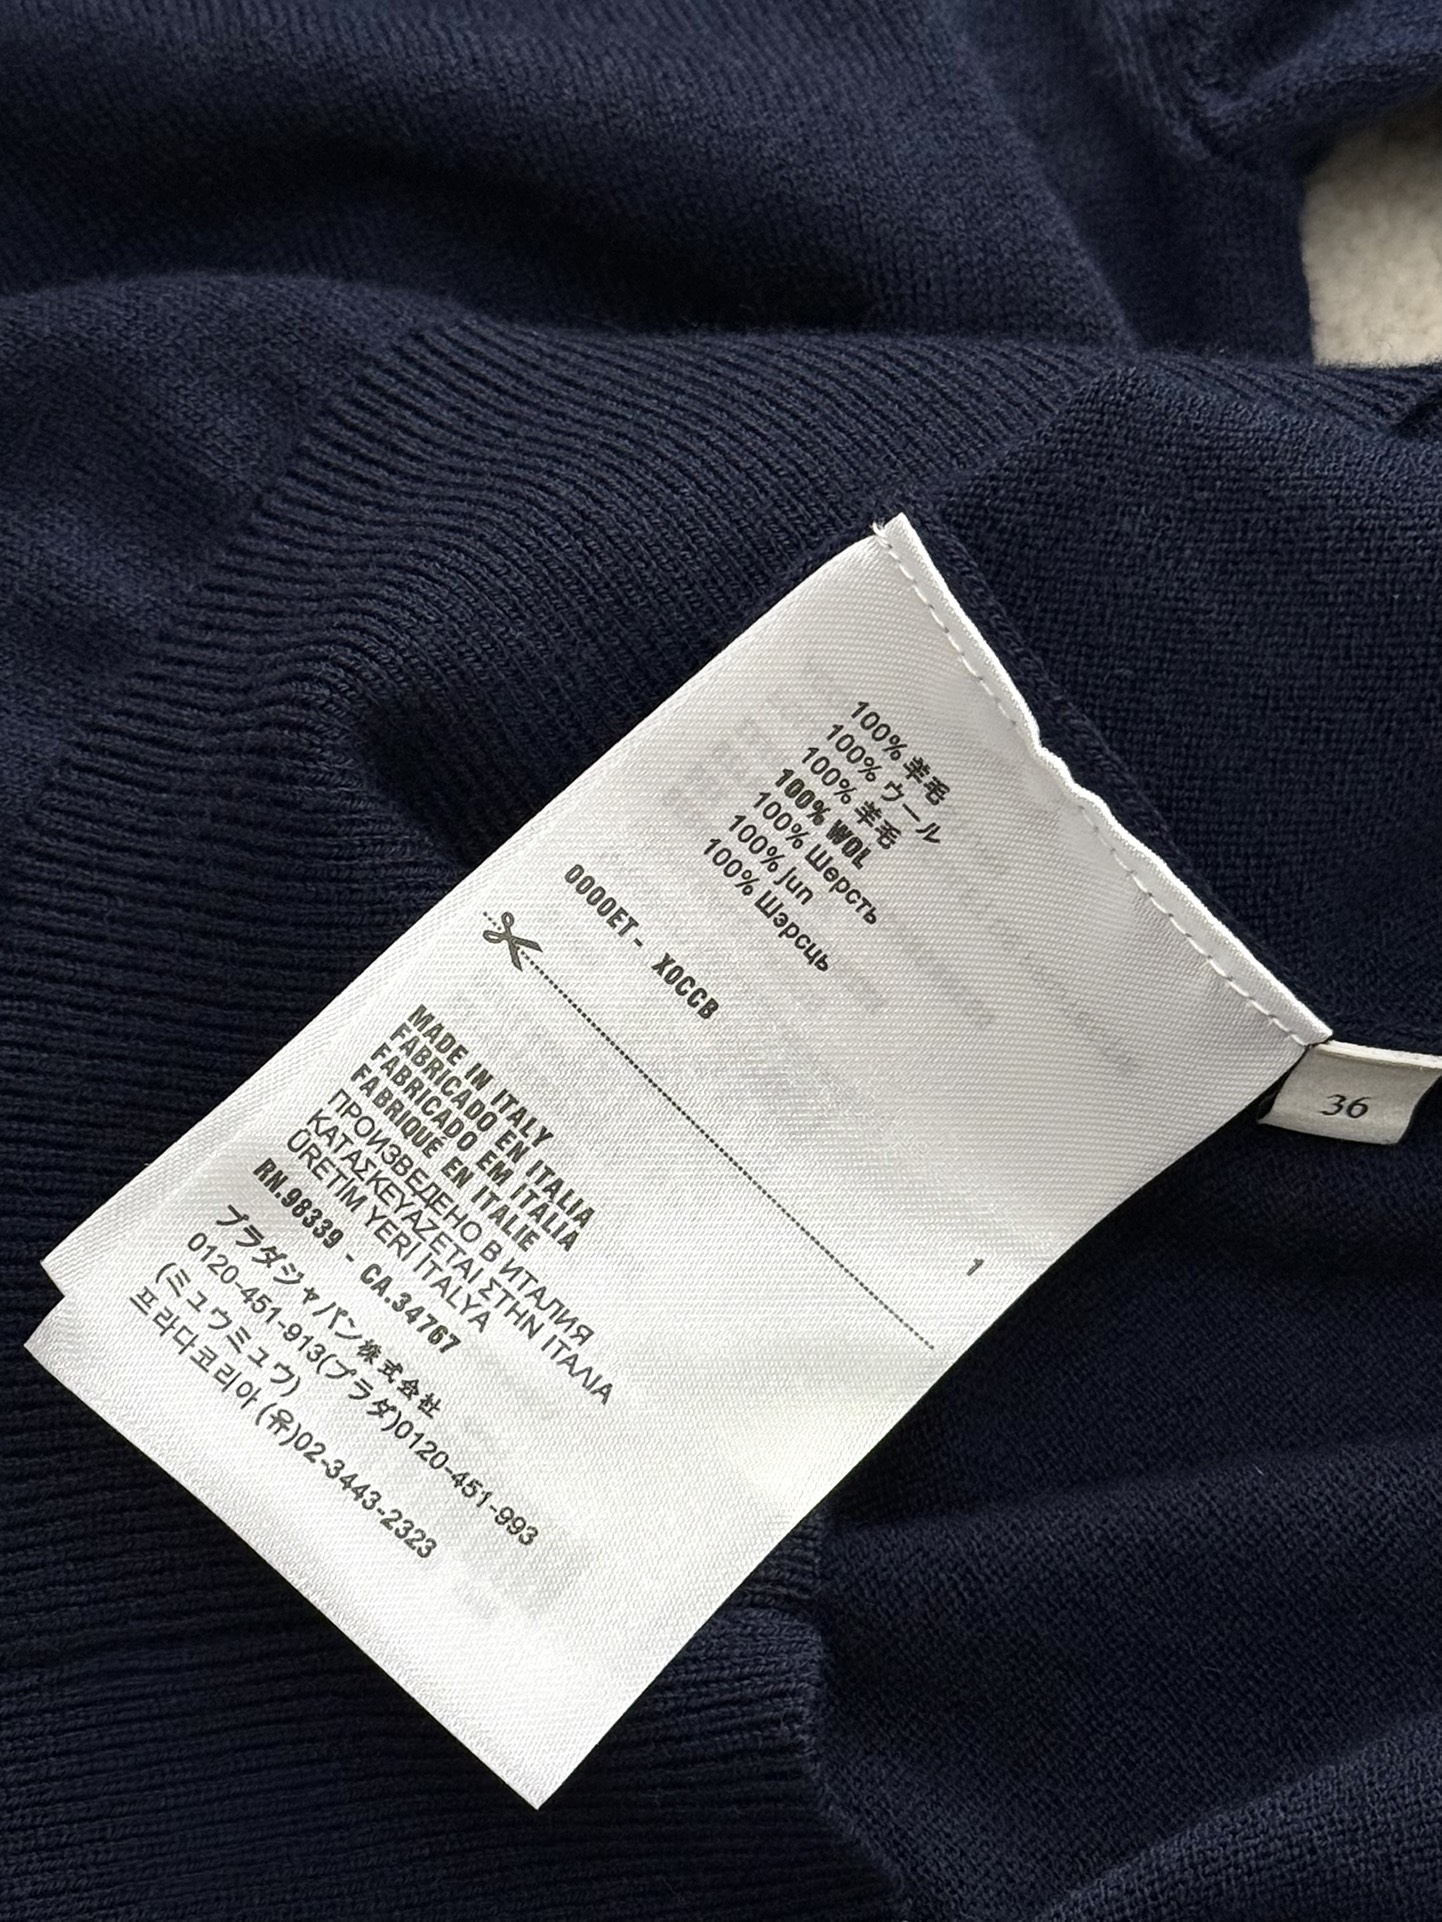 100% 羊毛
100% ウール
100% 羊毛
100% WOL
100% Шерсть
100% jun
100% Шэрсць
0000ET- XOCCB
1
MADE IN ITALY
FABRICADO EN ITALIA
FABRICADO EM ITÁLIA
FABRIQUÉ EN ITALIE
ПРОИЗВЕДЕНО В ИТАЛИЯ
ΚΑΤΑΣΚΕΥΑΖΕΤΑΙ ΣΤΗΝ ΙΤΑΛΙΑ
ÜRETİM YERİ İTALYA
RN.98339 - CA.34767
プラダジャパン株式会社
0120-451-913(プラダ)0120-451-993
(ミュウミュウ)
프라다코리아 (유)02-3443-2323
36